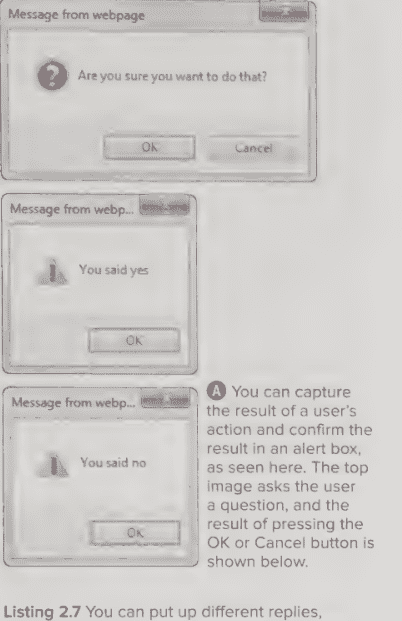 Message from webpage
Are you sure you want to do that?
OK
Cancel
Message from webp...
You said yes
OK
Message from webp...
You said no
OK
A You can capture
the result of a user's
action and confirm the
result in an alert box,
as seen here. The top
image asks the user
a question, and the
result of pressing the
OK or Cancel button is
shown below.
Listing 2.7 You can put up different replies,